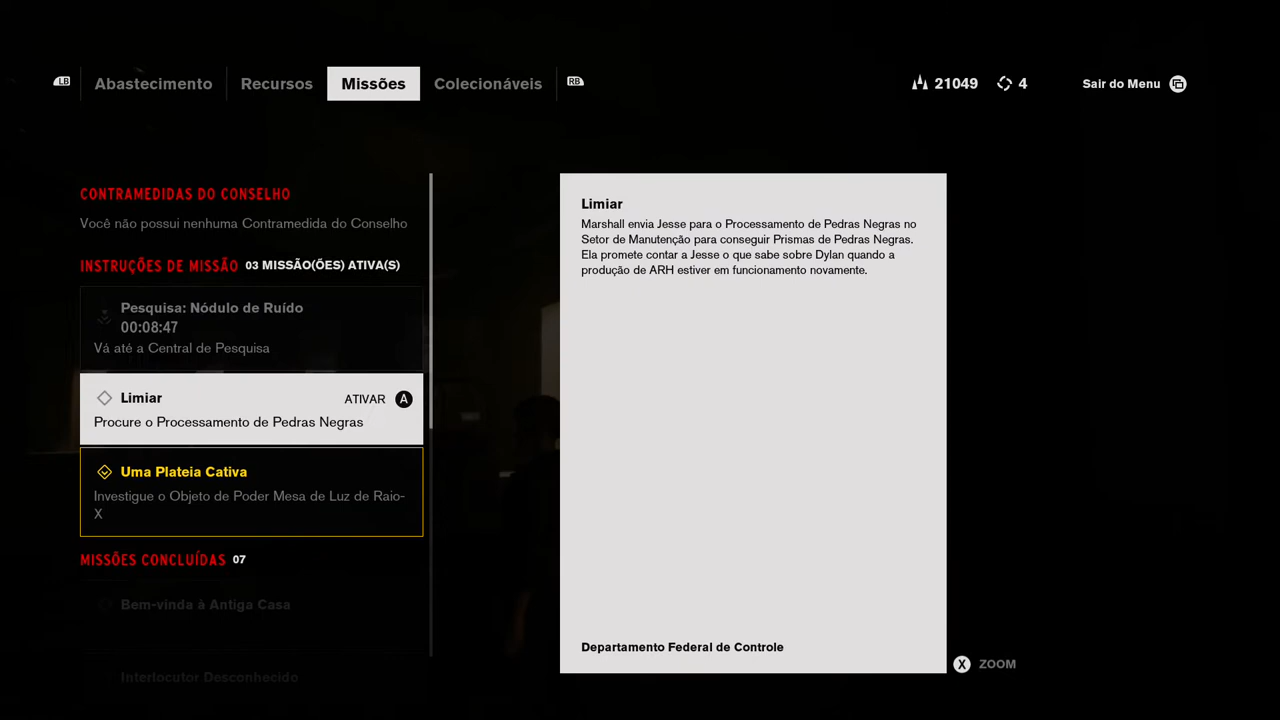 LB
Abastecimento
Recursos
Missões
Colecionáveis
RB
21049
4
Sair do Menu
CONTRAMEDIDAS DO CONSELHO
Você não possui nenhuma Contramedida do Conselho
INSTRUÇÕES DE MISSÃO 03 MISSÃO(ÕES) ATIVA(S)
Pesquisa: Nódulo de Ruído
00:08:47
Vá até a Central de Pesquisa
Limiar ATIVAR A
Procure o Processamento de Pedras Negras
Uma Plateia Cativa
Investigue o Objeto de Poder Mesa de Luz de Raio-
X
MISSÕES CONCLUÍDAS 07
Bem-vinda à Antiga Casa
Interlocutor Desconhecido
Limiar
Marshall envia Jesse para o Processamento de Pedras Negras no
Setor de Manutenção para conseguir Prismas de Pedras Negras.
Ela promete contar a Jesse o que sabe sobre Dylan quando a
produção de ARH estiver em funcionamento novamente.
Departamento Federal de Controle
X ZOOM